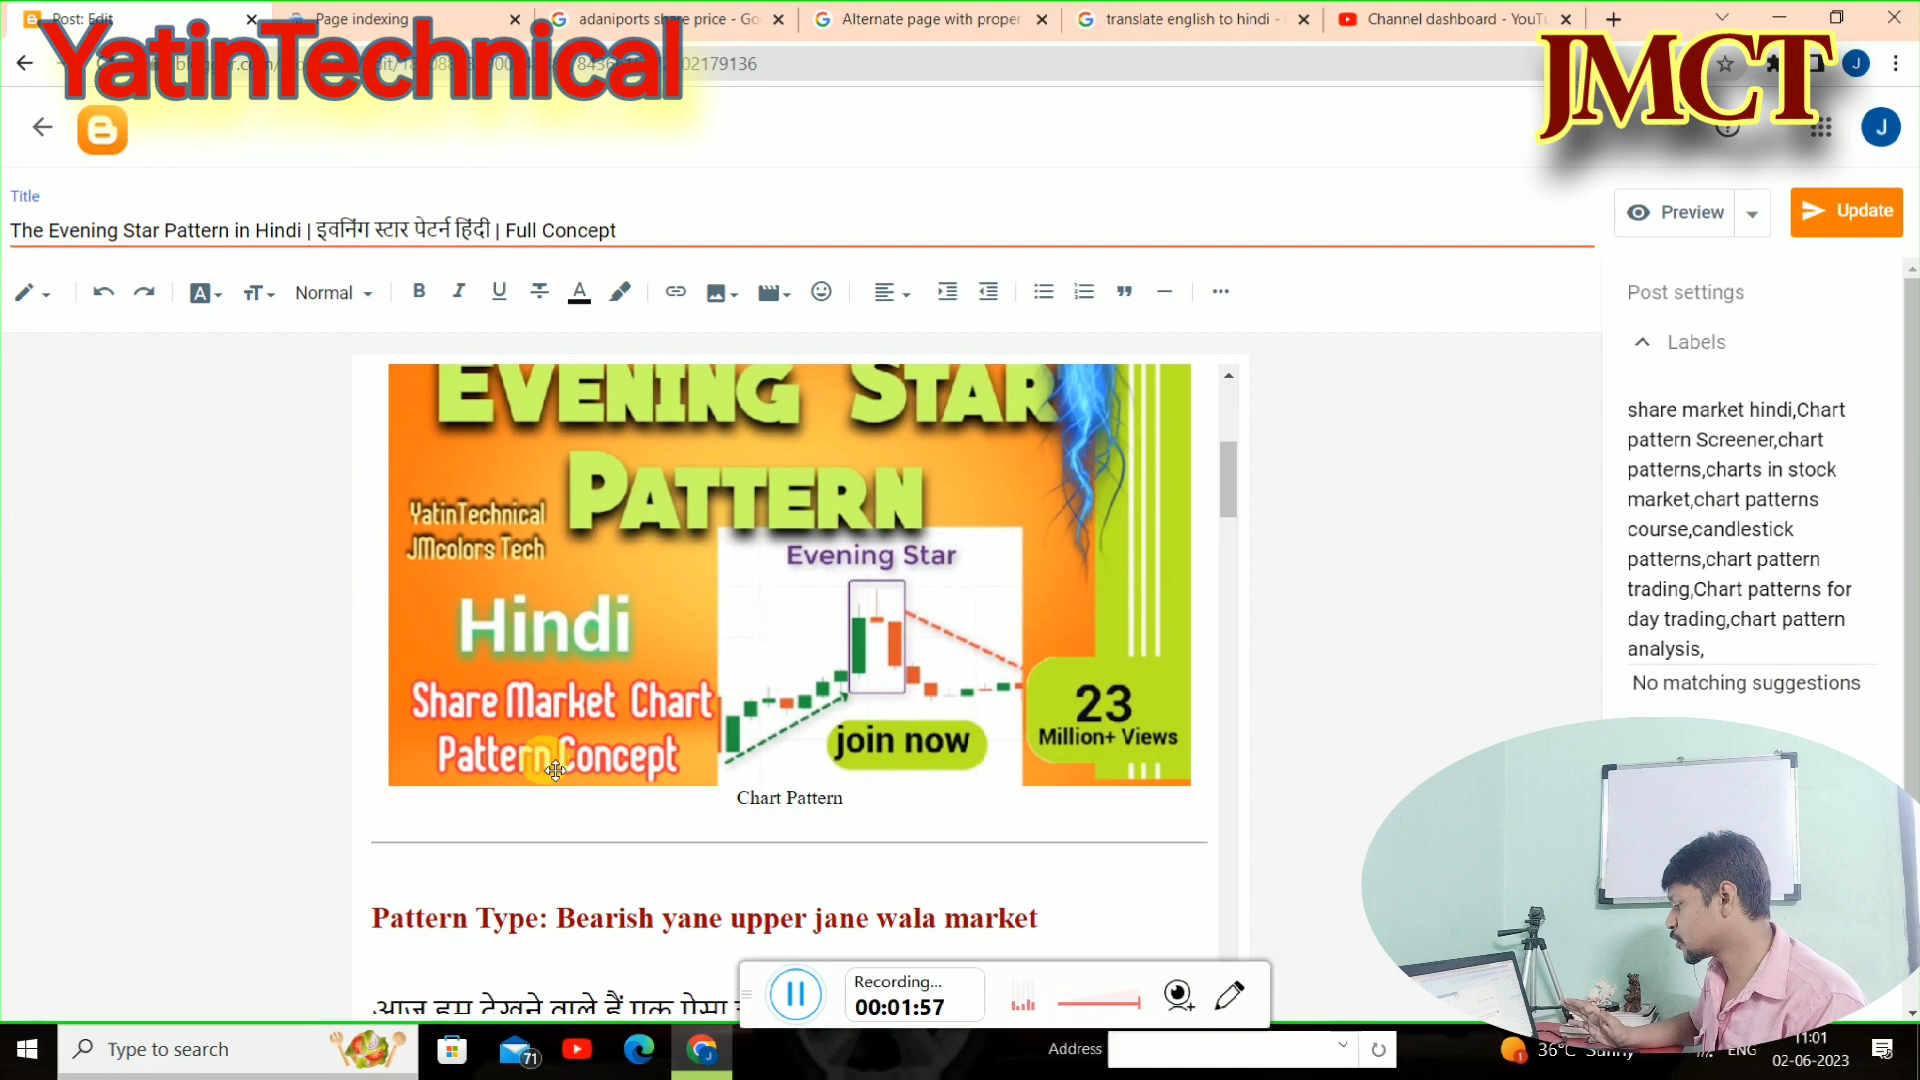 Post: Edit
Page indexing
adaniports share price - Go
Alternate page with proper
translate english to hindi -
Channel dashboard - YouTu
YatinTechnical
JMCT
J
J
Title
The Evening Star Pattern in Hindi | इवनिंग स्टार पेटर्न हिंदी | Full Concept
Preview
Update
Normal
Post settings
Labels
share market hindi,Chart
pattern Screener,chart
patterns,charts in stock
market,chart patterns
course,candlestick
patterns,chart pattern
trading,Chart patterns for
day trading,chart pattern
analysis,
No matching suggestions
EVENING STAR
PATTERN
YatinTechnical
JMcolors Tech
Evening Star
Hindi
Share Market Chart
Pattern Concept
join now
23
Million+ Views
Chart Pattern
Pattern Type: Bearish yane upper jane wala market
आज हम देखने वाले हैं एक ऐसा
Recording...
00:01:57
Type to search
71
Address
36°C Sunny
ENG
11:01
02-06-2023